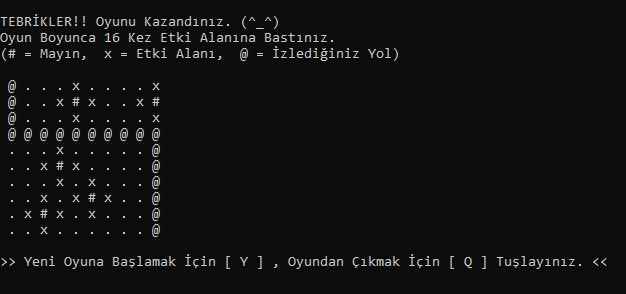 TEBRİKLER!! Oyunu Kazandınız. (^_^)
Oyun Boyunca 16 Kez Etki Alanına Bastınız.
(# = Mayın,  x = Etki Alanı,  @ = İzlediğiniz Yol)
@ . . . x . . . . x
@ . . x # x . . x #
@ . . . x . . . . x
@ @ @ @ @ @ @ @ @ @
. . . x . . . . . @
. . x # x . . . . @
. . . x . x . . . @
. . x . x # x . . @
. x # x . x . . . @
. . x . . . . . . @
>> Yeni Oyuna Başlamak İçin [ Y ] , Oyundan Çıkmak İçin [ Q ] Tuşlayınız. <<